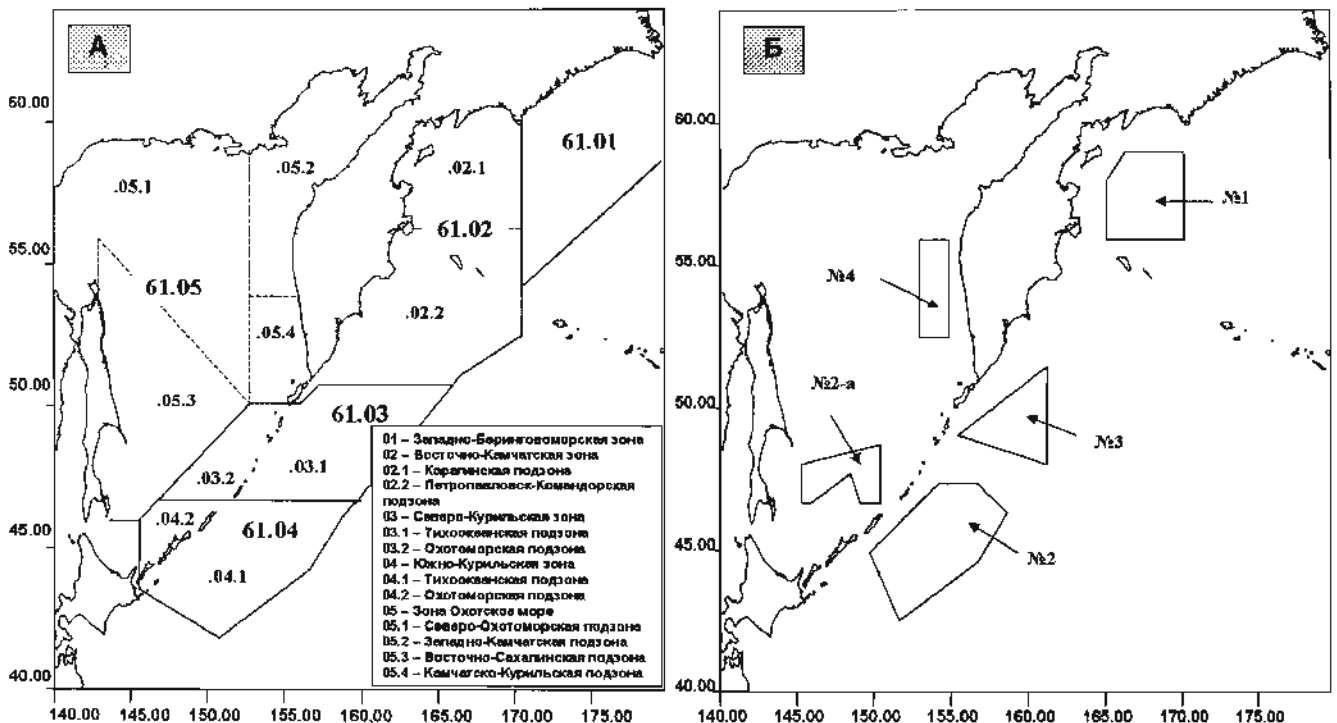 А
60.00
55.00
50.00
45.00
40.00
140.00 145.00 150.00 155.00 160.00 165.00 170.00 175.00
.05.1
.05.2
.02.1
61.01
61.02
61.05
.05.4
.02.2
.05.3
61.03
.03.2
.03.1
.04.2
61.04
.04.1
01 – Западно-Беринговоморская зона
02 – Восточно-Камчатская зона
02.1 – Карагинская подзона
02.2 – Петропавловск-Командорская
подзона
03 – Северо-Курильская зона
03.1 – Тихоокеанская подзона
03.2 – Охотоморская подзона
04 – Южно-Курильская зона
04.1 – Тихоокеанская подзона
04.2 – Охотоморская подзона
05 – Зона Охотское море
05.1 – Северо-Охотоморская подзона
05.2 – Западно-Камчатская подзона
05.3 – Восточно-Сахалинская подзона
05.4 – Камчатско-Курильская подзона
Б
60.00
55.00
50.00
45.00
40.00
140.00 145.00 150.00 155.00 160.00 165.00 170.00 175.00
№1
№4
№2-а
№3
№2